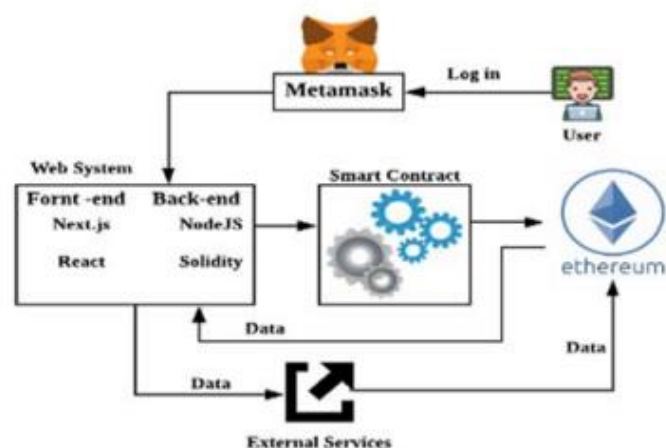 Metamask
Log in
User
Web System
Fornt -end
Back-end
Next.js
NodeJS
React
Solidity
Smart Contract
ethereum
Data
Data
Data
External Services